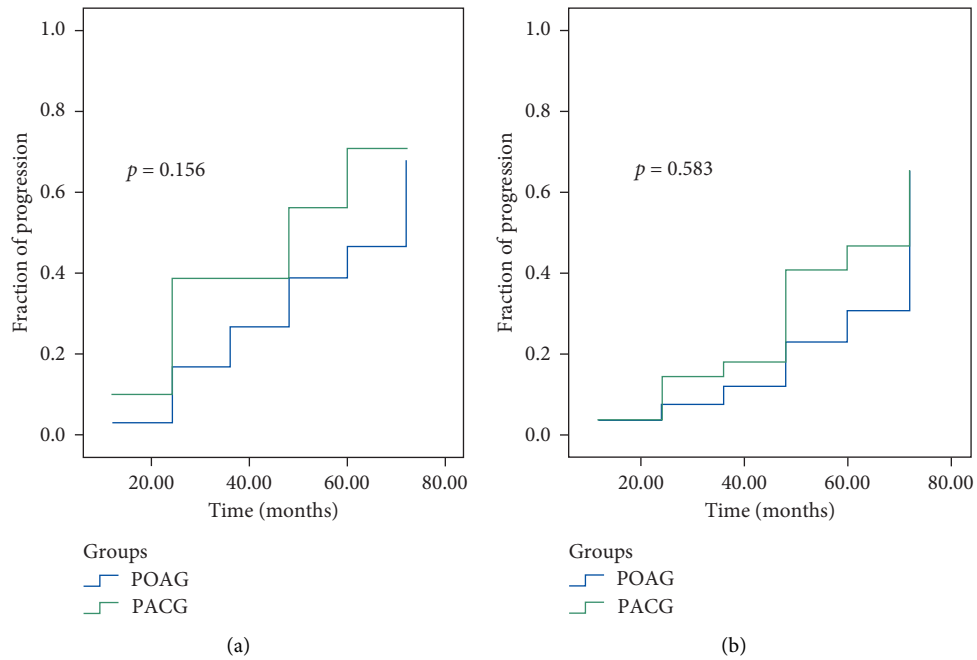 1.0
0.8
p = 0.156
0.6
0.4
0.2
0.0
Fraction of progression
20.00 40.00 60.00 80.00
Time (months)
Groups
POAG
PACG
(a)
1.0
0.8
p = 0.583
0.6
0.4
0.2
0.0
Fraction of progression
20.00 40.00 60.00 80.00
Time (months)
Groups
POAG
PACG
(b)